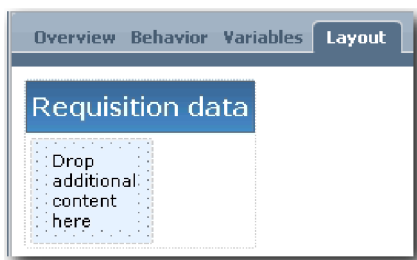 Overview Behavior Variables Layout
Requisition data
Drop
additional
content
here